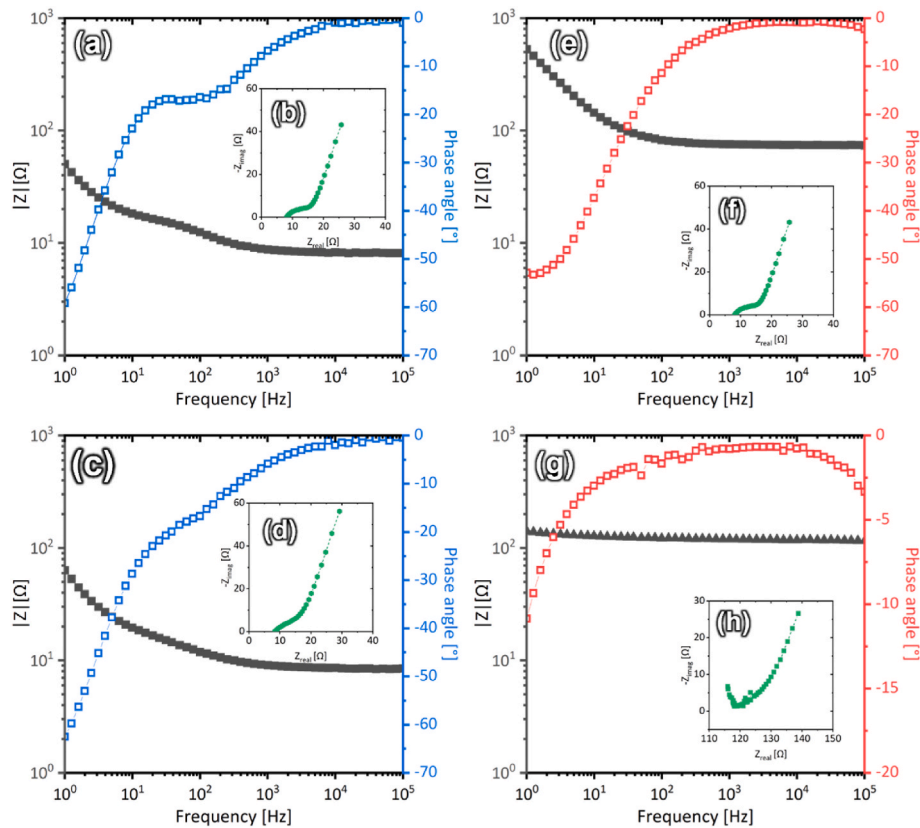 (a)
|Z| [Ω]
10³
10²
10¹
10⁰
10⁰ 10¹ 10² 10³ 10⁴ 10⁵
Frequency [Hz]
0
-10
-20
-30
-40
-50
-60
-70
Phase angle [°]
(b)
-Z_imag [Ω]
60
40
20
0
0 10 20 30 40
Z_real [Ω]
(e)
|Z| [Ω]
10³
10²
10¹
10⁰
10⁰ 10¹ 10² 10³ 10⁴ 10⁵
Frequency [Hz]
0
-10
-20
-30
-40
-50
-60
-70
Phase angle [°]
(f)
-Z_imag [Ω]
60
40
20
0
0 10 20 30 40
Z_real [Ω]
(c)
|Z| [Ω]
10³
10²
10¹
10⁰
10⁰ 10¹ 10² 10³ 10⁴ 10⁵
Frequency [Hz]
0
-10
-20
-30
-40
-50
-60
-70
Phase angle [°]
(d)
-Z_imag [Ω]
60
40
20
0
0 10 20 30 40
Z_real [Ω]
(g)
|Z| [Ω]
10³
10²
10¹
10⁰
10⁰ 10¹ 10² 10³ 10⁴ 10⁵
Frequency [Hz]
0
-5
-10
-15
-20
Phase angle [°]
(h)
-Z_imag [Ω]
30
20
10
0
110 120 130 140 150
Z_real [Ω]